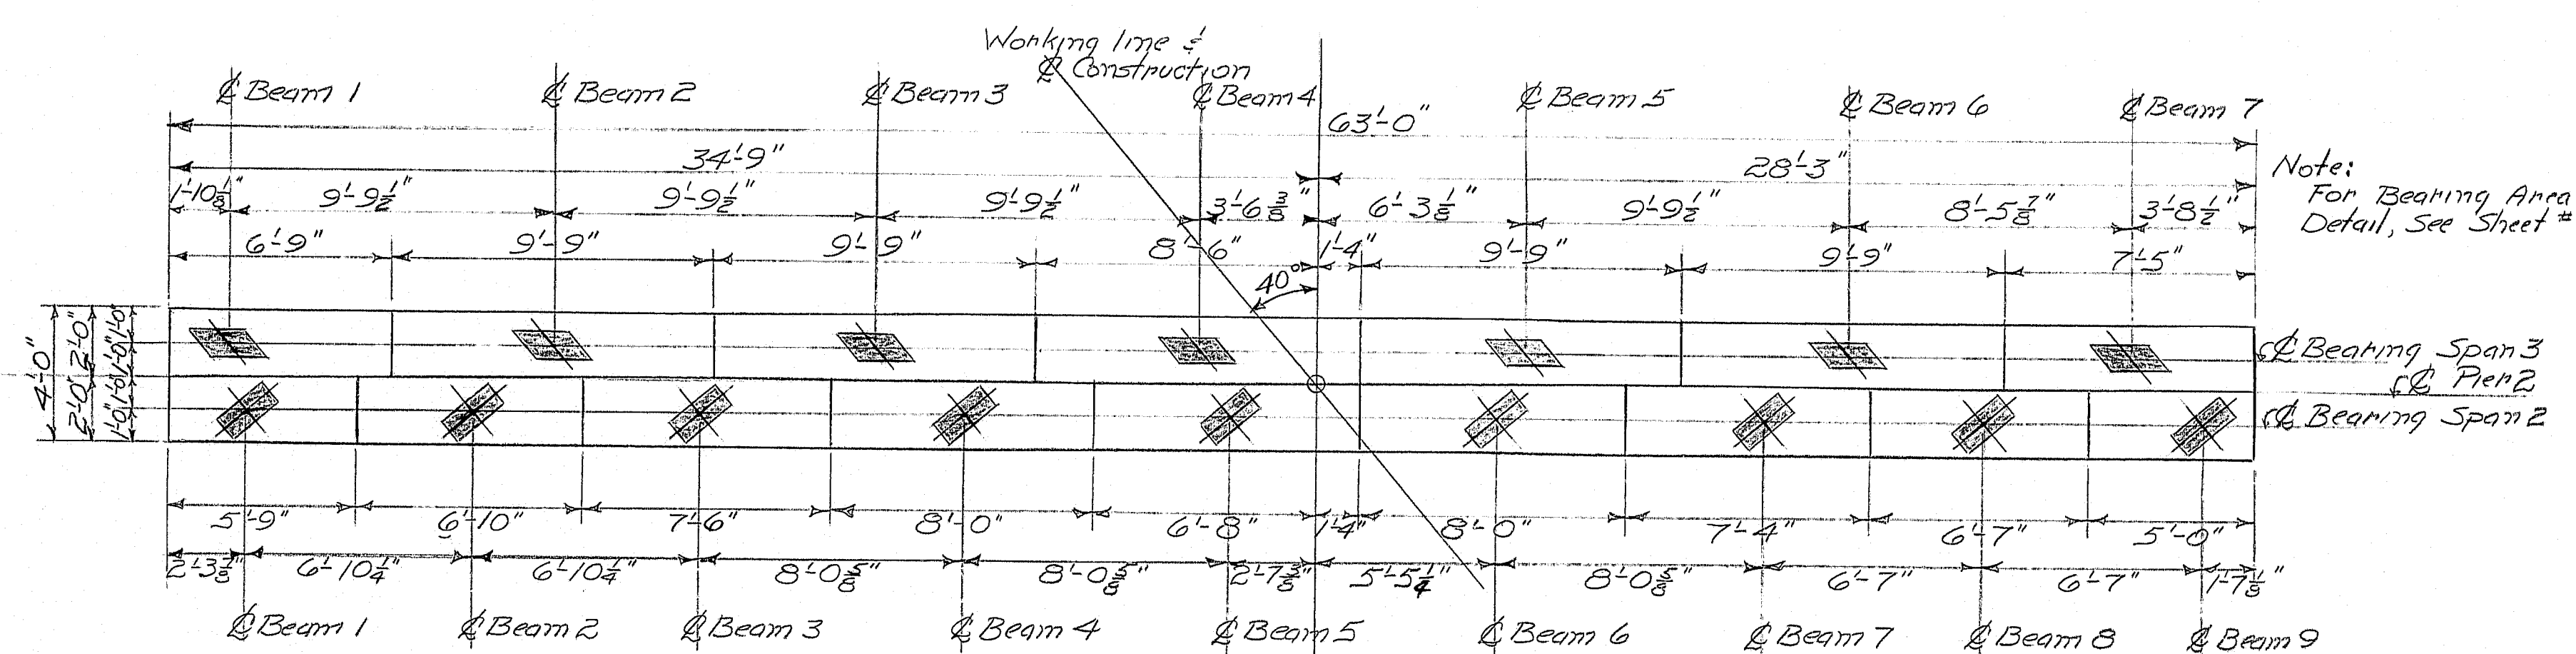 Working line &
℄ Construction
℄ Beam 1
℄ Beam 2
℄ Beam 3
℄ Beam 4
℄ Beam 5
℄ Beam 6
℄ Beam 7
63'-0"
34'-9"
28'-3"
1'-10⅛"
9'-9½"
9'-9½"
9'-9½"
3'-6⅜"
6'-3⅛"
9'-9½"
8'-5⅞"
3'-8½"
6'-9"
9'-9"
9'-9"
8'-6"
1'-4"
9'-9"
9'-9"
7'-5"
Note:
For Bearing Area
Detail, See Sheet #
40°
4'-0"
2'-0"
2'-0"
1'-0"
1'-0"
1'-0"
1'-0"
℄ Bearing Span 3
℄ Pier 2
℄ Bearing Span 2
5'-9"
6'-10"
7'-6"
8'-0"
6'-8"
1'-4"
8'-0"
7'-4"
6'-7"
5'-0"
2'-3⅛"
6'-10¼"
6'-10¼"
8'-0⅝"
8'-0⅝"
2'-7⅜"
5'-5¼"
8'-0⅝"
6'-7"
6'-7"
1'-7⅛"
℄ Beam 1
℄ Beam 2
℄ Beam 3
℄ Beam 4
℄ Beam 5
℄ Beam 6
℄ Beam 7
℄ Beam 8
℄ Beam 9